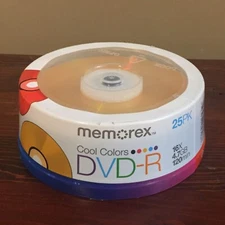 memorex
25PK
Cool Colors
DVD-R
16X
4.7GB
120min